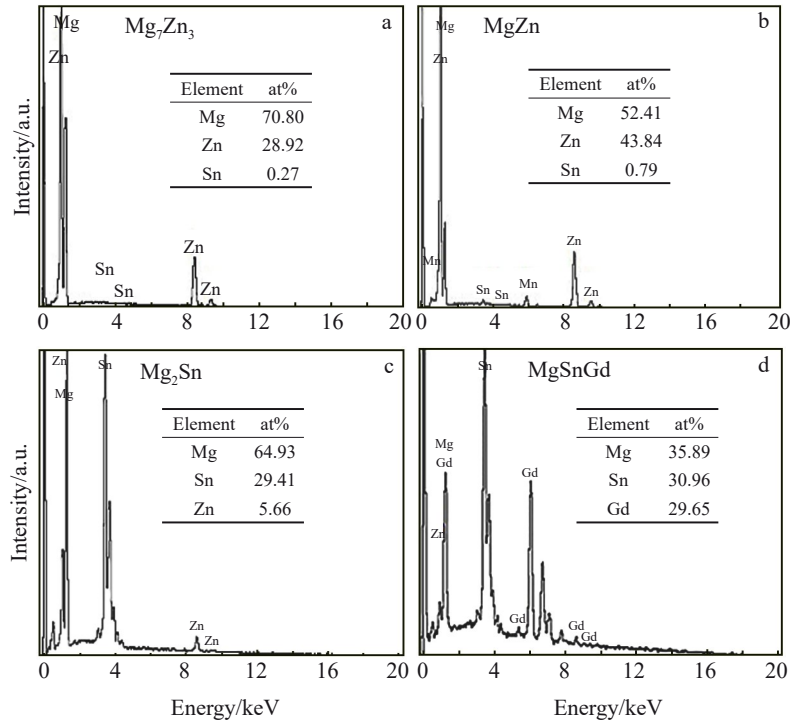 Mg₇Zn₃ a
Mg
Zn
Element at%
Mg 70.80
Zn 28.92
Sn 0.27
Sn
Sn
Zn
Zn
0 4 8 12 16 20
Intensity/a.u.
MgZn b
Mg
Zn
Element at%
Mg 52.41
Zn 43.84
Sn 0.79
Mn
Sn
Sn
Mn
Zn
Zn
0 4 8 12 16 20
Mg₂Sn c
Zn
Mg
Sn
Element at%
Mg 64.93
Sn 29.41
Zn 5.66
Zn
Zn
0 4 8 12 16 20
Intensity/a.u.
Energy/keV
MgSnGd d
Sn
Element at%
Mg 35.89
Sn 30.96
Gd 29.65
Mg
Gd
Zn
Gd
Gd
Gd
Gd
0 4 8 12 16 20
Energy/keV